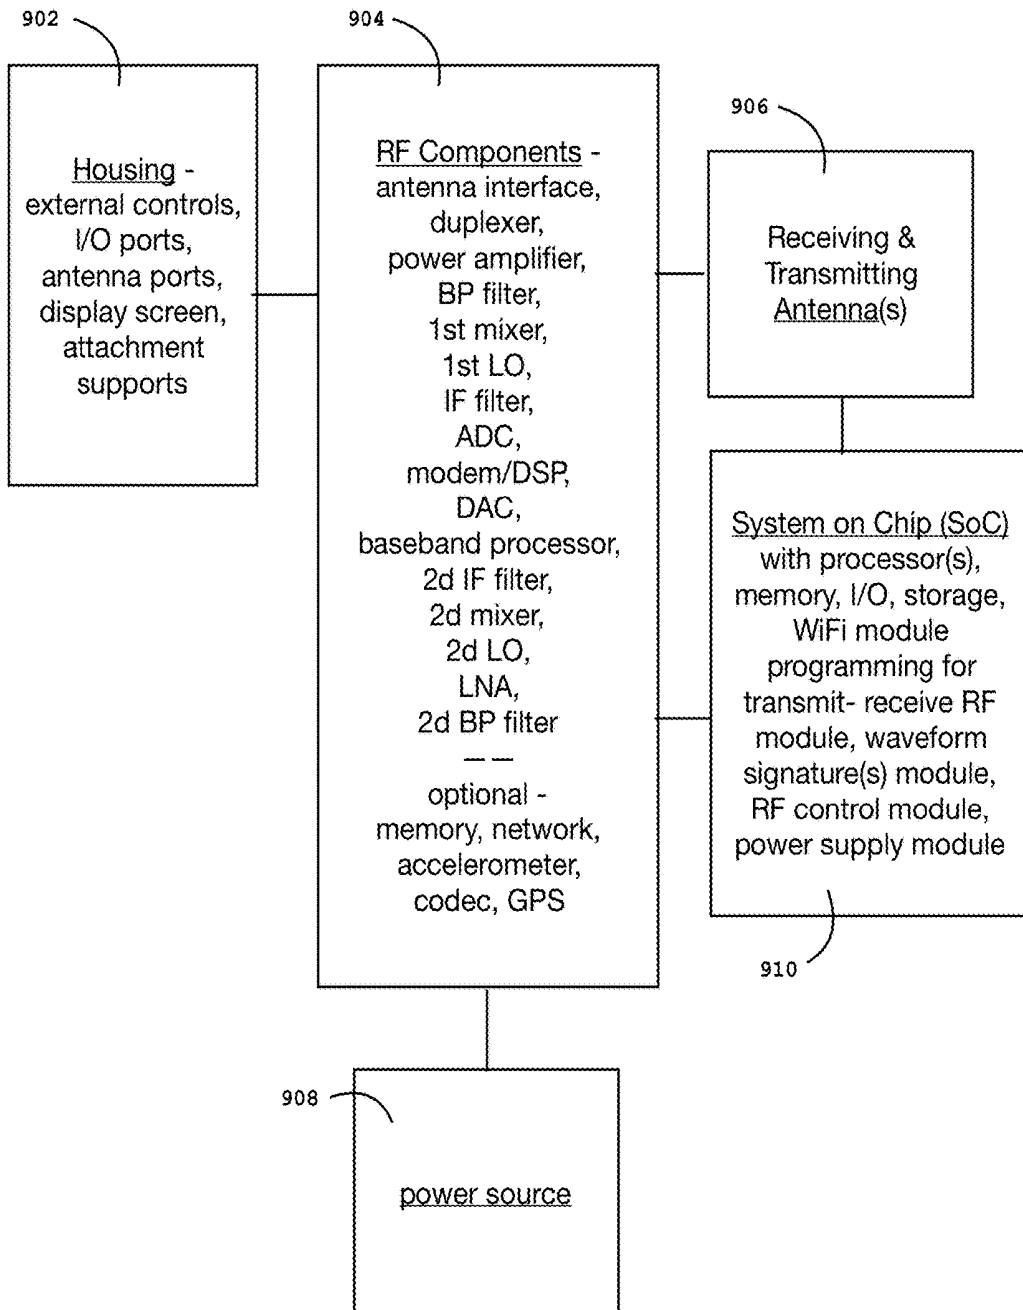 902
Housing -
external controls,
I/O ports,
antenna ports,
display screen,
attachment
supports
904
RF Components -
antenna interface,
duplexer,
power amplifier,
BP filter,
1st mixer,
1st LO,
IF filter,
ADC,
modem/DSP,
DAC,
baseband processor,
2d IF filter,
2d mixer,
2d LO,
LNA,
2d BP filter
— —
optional -
memory, network,
accelerometer,
codec, GPS
906
Receiving &
Transmitting
Antenna(s)
System on Chip (SoC)
with processor(s),
memory, I/O, storage,
WiFi module
programming for
transmit- receive RF
module, waveform
signature(s) module,
RF control module,
power supply module
910
908
power source